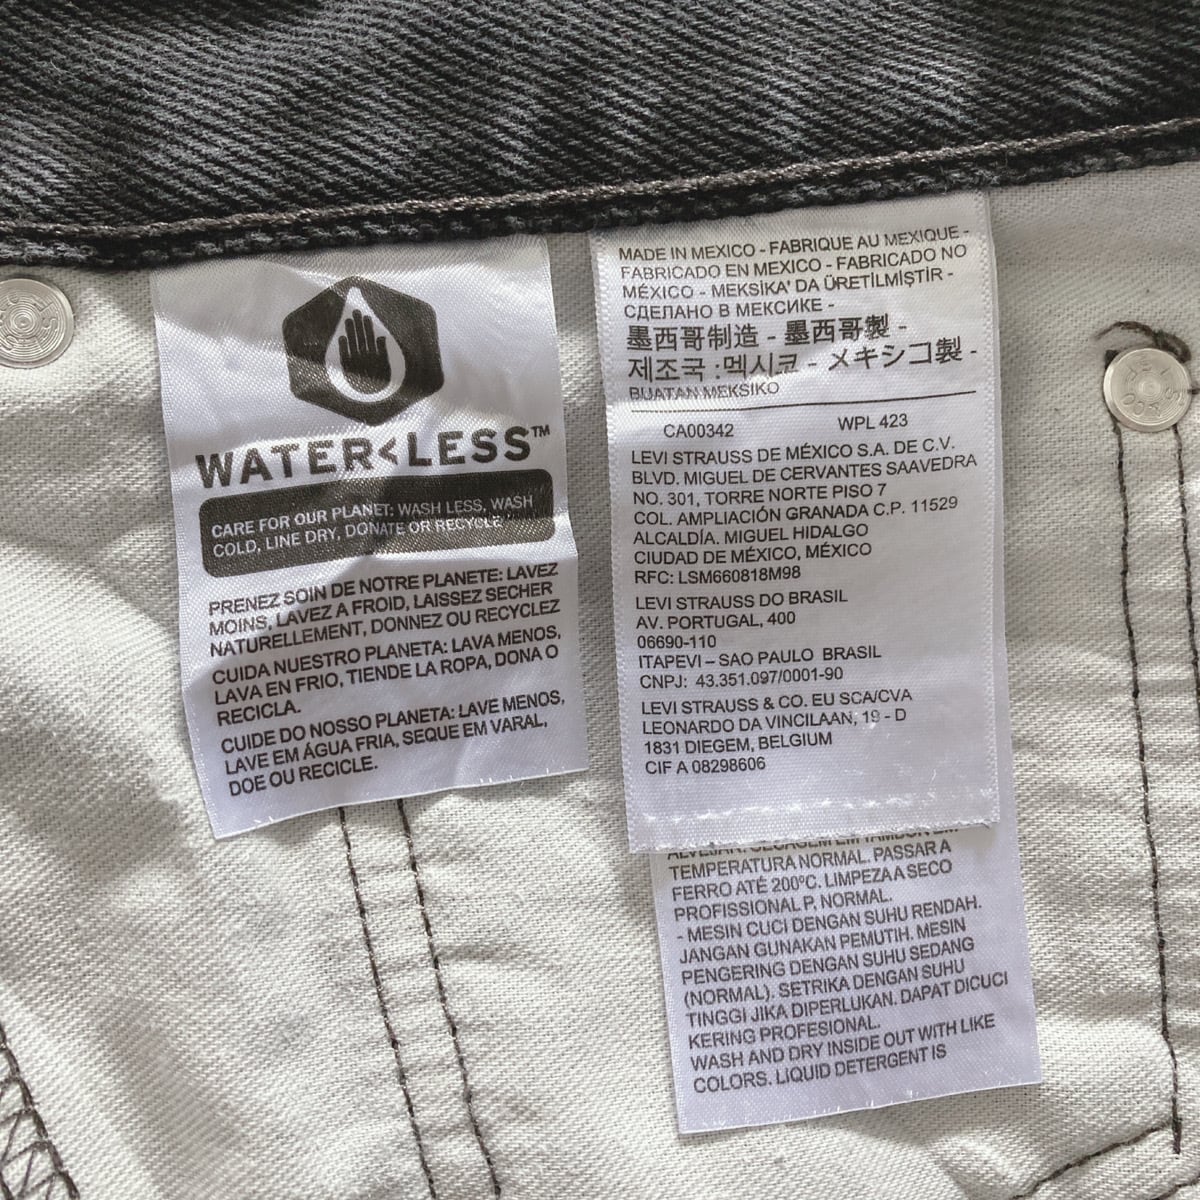 WATER<LESS™
CARE FOR OUR PLANET: WASH LESS, WASH
COLD, LINE DRY, DONATE OR RECYCLE
PRENEZ SOIN DE NOTRE PLANETE: LAVEZ
MOINS, LAVEZ A FROID, LAISSEZ SECHER
NATURELLEMENT, DONNEZ OU RECYCLEZ
CUIDA NUESTRO PLANETA: LAVA MENOS,
LAVA EN FRIO, TIENDE LA ROPA, DONA O
RECICLA.
CUIDE DO NOSSO PLANETA: LAVE MENOS,
LAVE EM ÁGUA FRIA, SEQUE EM VARAL,
DOE OU RECICLE.
MADE IN MEXICO - FABRIQUE AU MEXIQUE -
FABRICADO EN MEXICO - FABRICADO NO
MÉXICO - MEKSİKA' DA ÜRETİLMİŞTİR -
СДЕЛАНО В МЕКСИКЕ -
墨西哥制造 - 墨西哥製 -
제조국 : 멕시코 - メキシコ製 -
BUATAN MEKSIKO
CA00342 WPL 423
LEVI STRAUSS DE MÉXICO S.A. DE C.V.
BLVD. MIGUEL DE CERVANTES SAAVEDRA
NO. 301, TORRE NORTE PISO 7
COL. AMPLIACIÓN GRANADA C.P. 11529
ALCALDÍA. MIGUEL HIDALGO
CIUDAD DE MÉXICO, MÉXICO
RFC: LSM660818M98
LEVI STRAUSS DO BRASIL
AV. PORTUGAL, 400
06690-110
ITAPEVI – SAO PAULO BRASIL
CNPJ: 43.351.097/0001-90
LEVI STRAUSS & CO. EU SCA/CVA
LEONARDO DA VINCILAAN, 19 - D
1831 DIEGEM, BELGIUM
CIF A 08298606
ALVEJAR. SECAGEM EM TAMBOR EM
TEMPERATURA NORMAL. PASSAR A
FERRO ATÉ 200ºC. LIMPEZA A SECO
PROFISSIONAL P, NORMAL.
- MESIN CUCI DENGAN SUHU RENDAH.
JANGAN GUNAKAN PEMUTIH. MESIN
PENGERING DENGAN SUHU SEDANG
(NORMAL). SETRIKA DENGAN SUHU
TINGGI JIKA DIPERLUKAN. DAPAT DICUCI
KERING PROFESIONAL.
WASH AND DRY INSIDE OUT WITH LIKE
COLORS. LIQUID DETERGENT IS